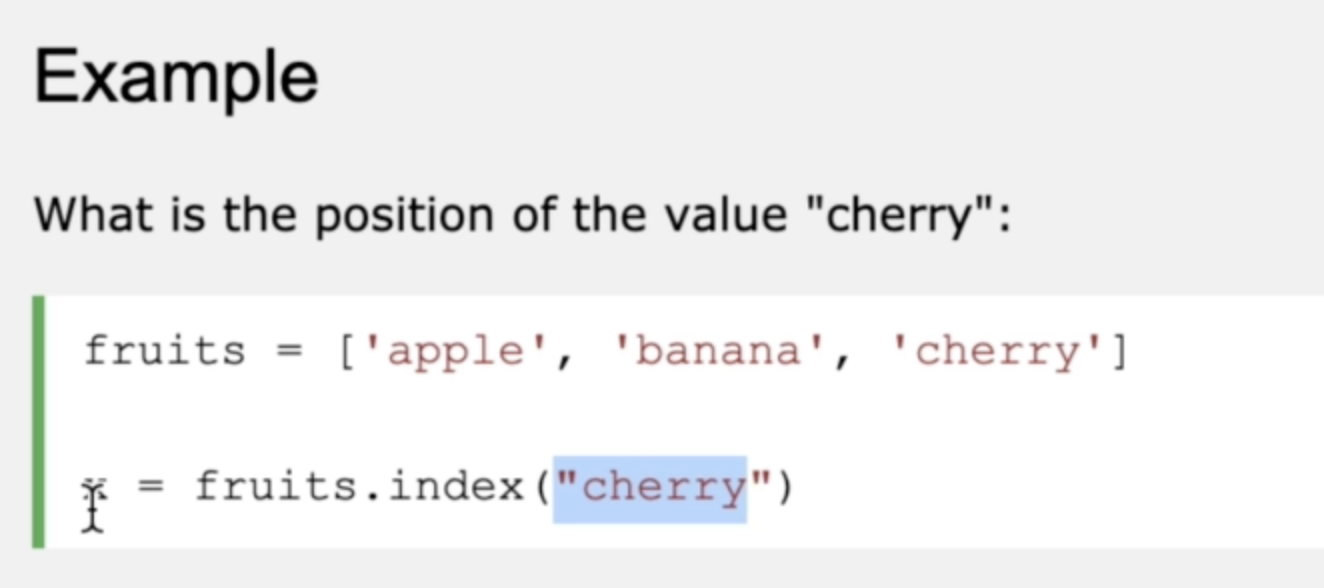 Example
What is the position of the value "cherry":
fruits = ['apple', 'banana', 'cherry']
x = fruits.index("cherry")